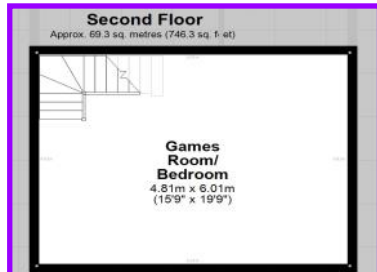 Second Floor
Approx. 69.3 sq. metres (746.3 sq. f et)
Games
Room/
Bedroom
4.81m x 6.01m
(15'9" x 19'9")